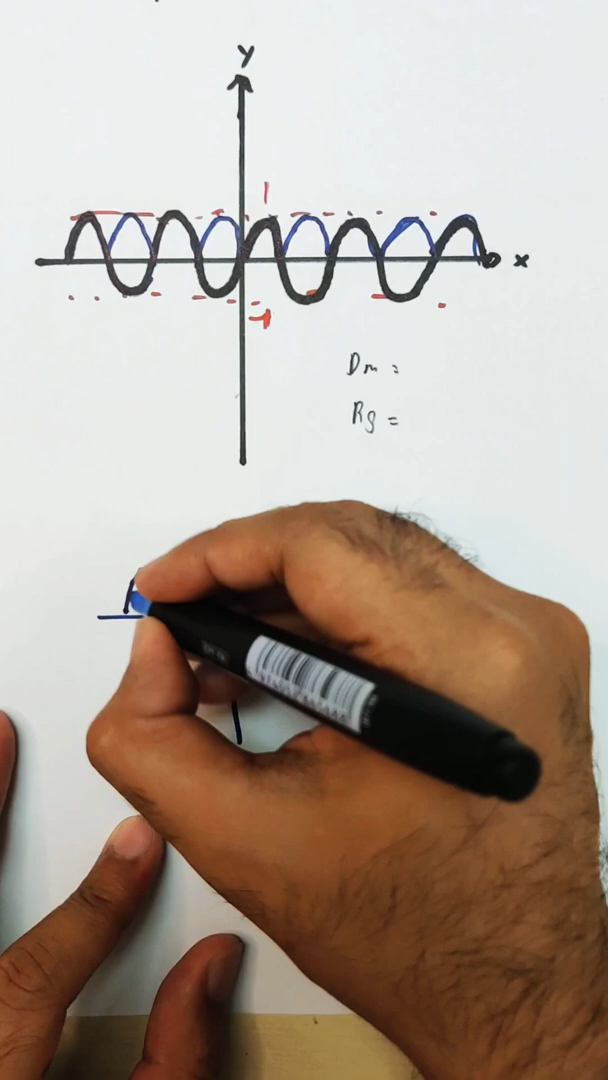 y
1
x
-1
Dm =
Rg =